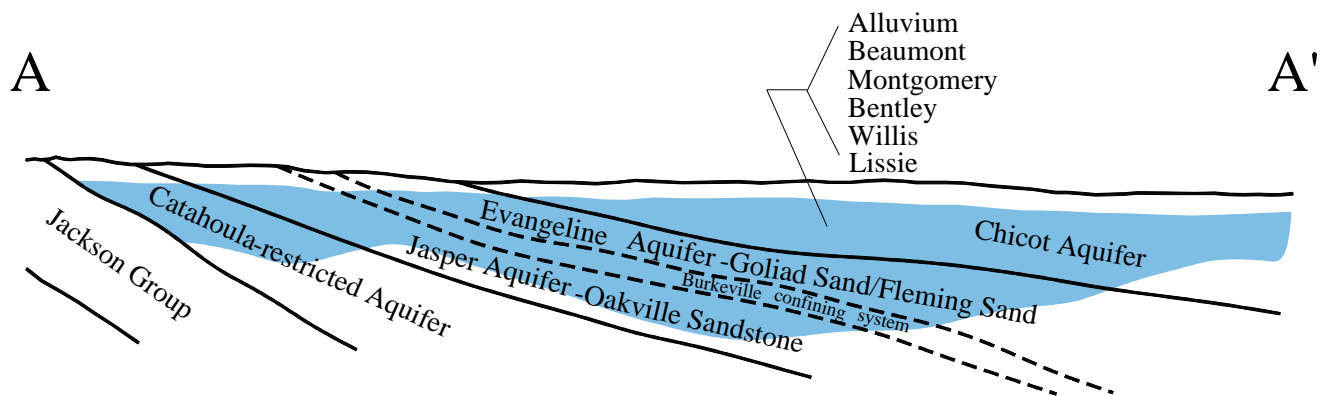 Alluvium
Beaumont
Montgomery
Bentley
Willis
Lissie
A
A'
Jackson Group
Catahoula-restricted Aquifer
Jasper Aquifer-Oakville Sandstone
Evangeline Aquifer-Goliad Sand/Fleming Sand
Burkeville confining system
Chicot Aquifer